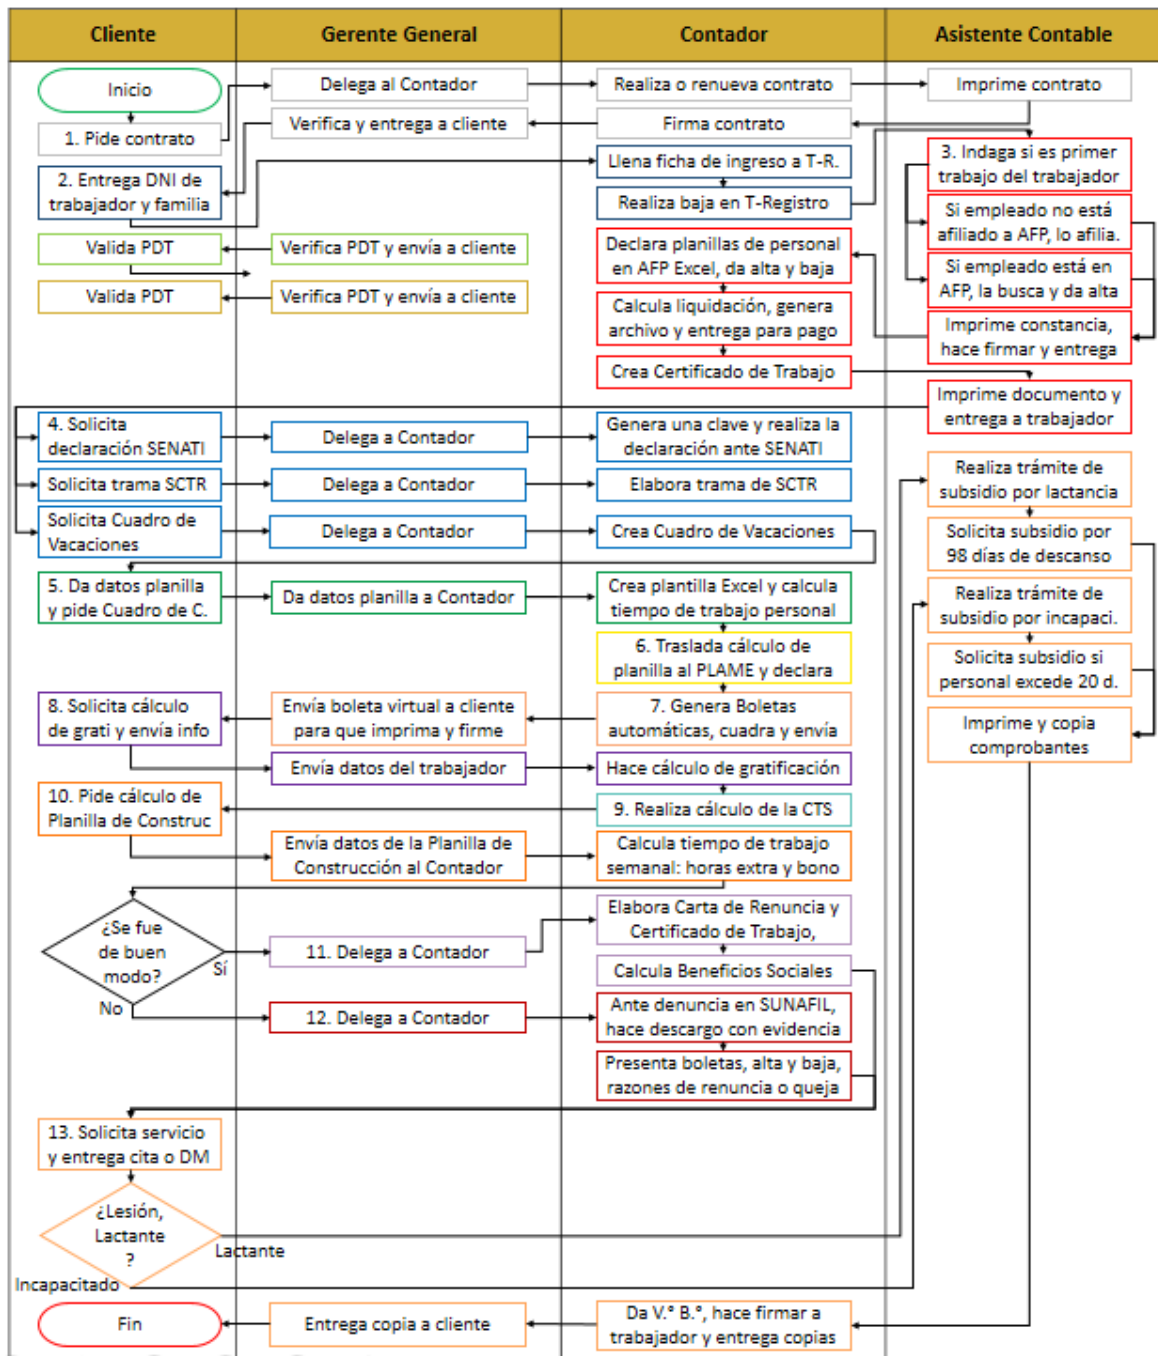 Cliente
Gerente General
Contador
Asistente Contable
Inicio
Delega al Contador
Realiza o renueva contrato
Imprime contrato
1. Pide contrato
Verifica y entrega a cliente
Firma contrato
2. Entrega DNI de
trabajador y familia
Llena ficha de ingreso a T-R.
Realiza baja en T-Registro
3. Indaga si es primer
trabajo del trabajador
Si empleado no está
afiliado a AFP, lo afilia.
Valida PDT
Verifica PDT y envía a cliente
Declara planillas de personal
en AFP Excel, da alta y baja
Si empleado está en
AFP, la busca y da alta
Valida PDT
Verifica PDT y envía a cliente
Calcula liquidación, genera
archivo y entrega para pago
Imprime constancia,
hace firmar y entrega
Crea Certificado de Trabajo
Imprime documento y
entrega a trabajador
4. Solicita
declaración SENATI
Delega a Contador
Genera una clave y realiza la
declaración ante SENATI
Solicita trama SCTR
Delega a Contador
Elabora trama de SCTR
Realiza trámite de
subsidio por lactancia
Solicita Cuadro de
Vacaciones
Delega a Contador
Crea Cuadro de Vacaciones
Solicita subsidio por
98 días de descanso
5. Da datos planilla
y pide Cuadro de C.
Da datos planilla a Contador
Crea plantilla Excel y calcula
tiempo de trabajo personal
Realiza trámite de
subsidio por incapaci.
6. Traslada cálculo de
planilla al PLAME y declara
Solicita subsidio si
personal excede 20 d.
8. Solicita cálculo
de grati y envía info
Envía boleta virtual a cliente
para que imprima y firme
7. Genera Boletas
automáticas, cuadra y envía
Imprime y copia
comprobantes
Envía datos del trabajador
Hace cálculo de gratificación
10. Pide cálculo de
Planilla de Construc
9. Realiza cálculo de la CTS
Envía datos de la Planilla de
Construcción al Contador
Calcula tiempo de trabajo
semanal: horas extra y bono
¿Se fue
de buen
modo?
Sí
No
11. Delega a Contador
Elabora Carta de Renuncia y
Certificado de Trabajo,
Calcula Beneficios Sociales
12. Delega a Contador
Ante denuncia en SUNAFIL,
hace descargo con evidencia
Presenta boletas, alta y baja,
razones de renuncia o queja
13. Solicita servicio
y entrega cita o DM
¿Lesión,
Lactante
?
Lactante
Incapacitado
Fin
Entrega copia a cliente
Da V.° B.°, hace firmar a
trabajador y entrega copias